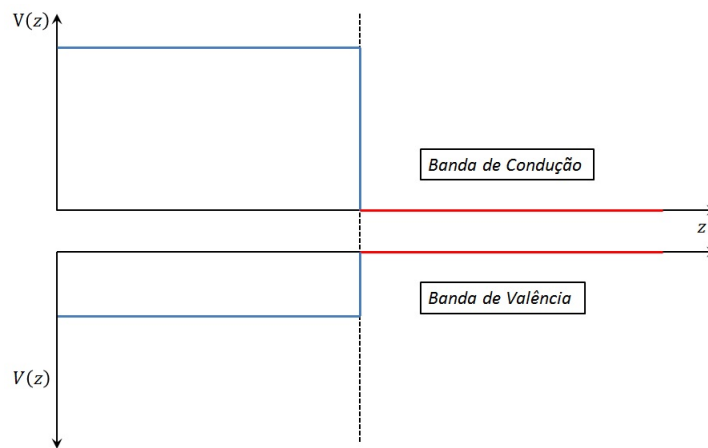 V(z)
Banda de Condução
z
Banda de Valência
V(z)